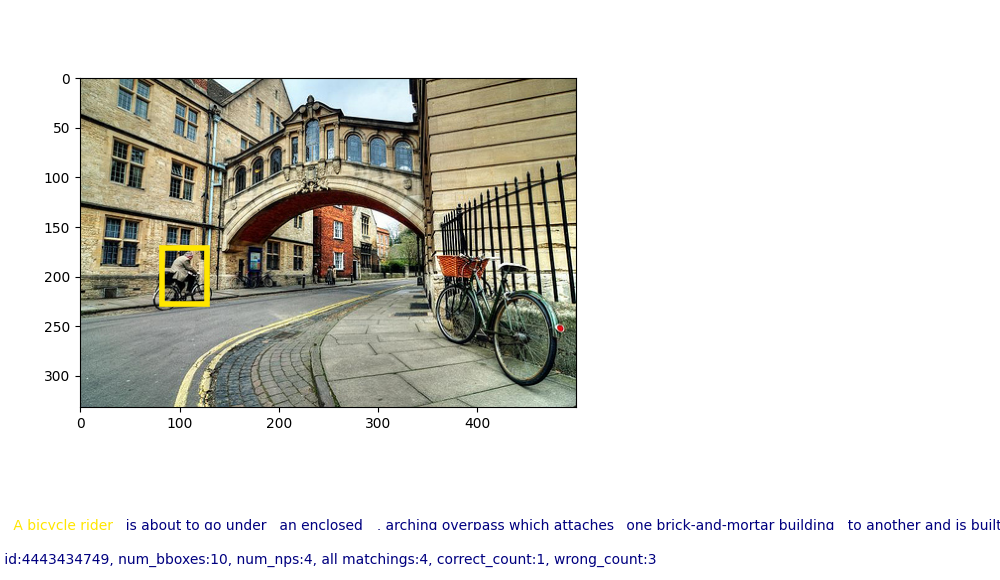 0
50
100
150
200
250
300
0 100 200 300 400
A bicycle rider is about to go under an enclosed , arching overpass which attaches one brick-and-mortar building to another and is built
id:4443434749, num_bboxes:10, num_nps:4, all matchings:4, correct_count:1, wrong_count:3